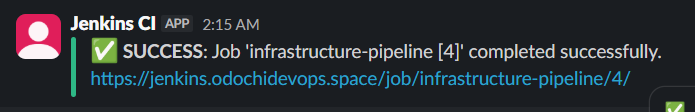 Jenkins CI APP 2:15 AM
✅ SUCCESS: Job 'infrastructure-pipeline [4]' completed successfully.
https://jenkins.odochidevops.space/job/infrastructure-pipeline/4/